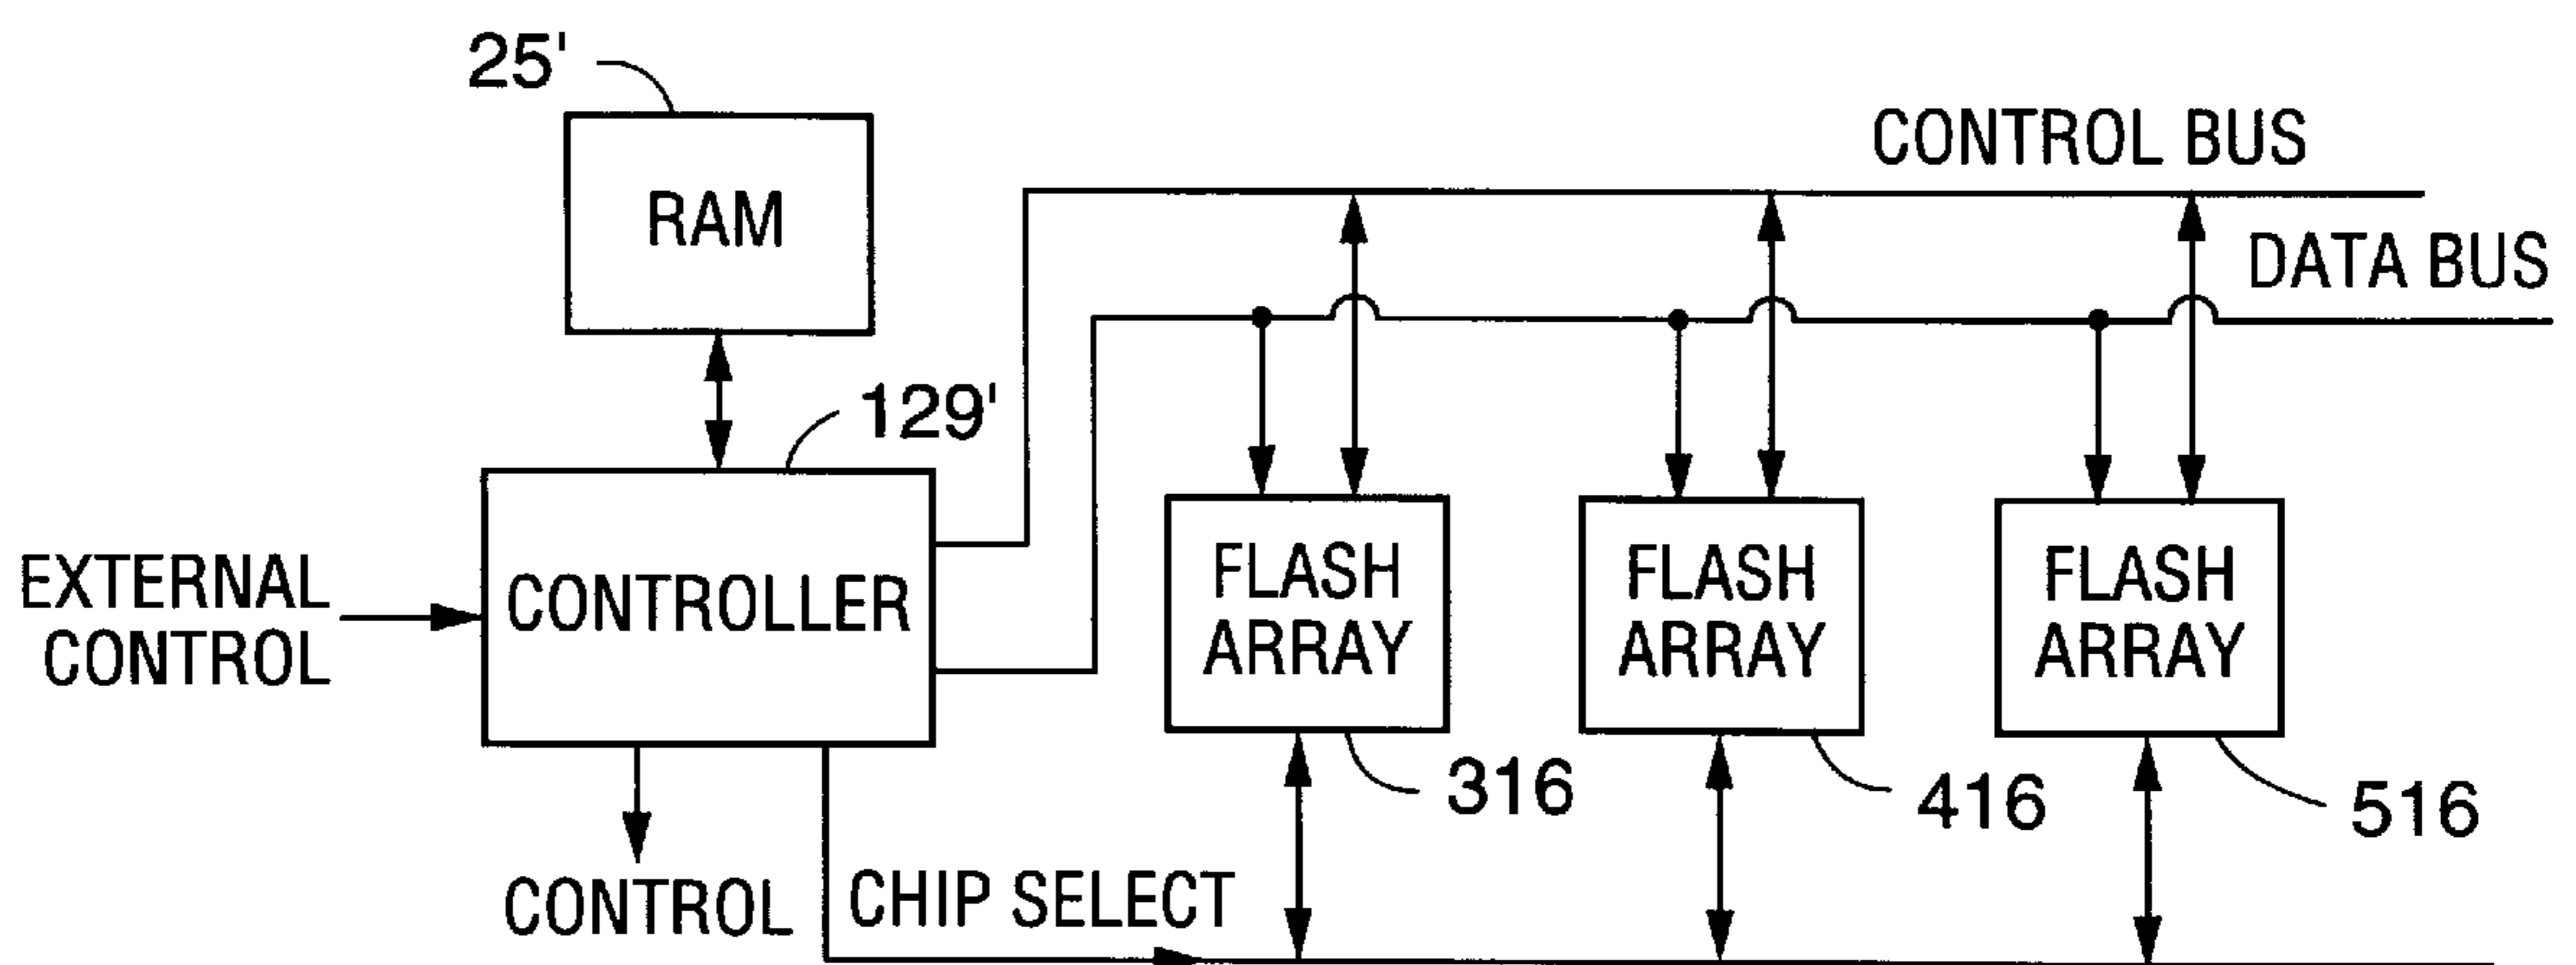 25'
RAM
CONTROL BUS
DATA BUS
129'
EXTERNAL
CONTROL
CONTROLLER
FLASH
ARRAY
FLASH
ARRAY
FLASH
ARRAY
316
416
516
CONTROL
CHIP SELECT